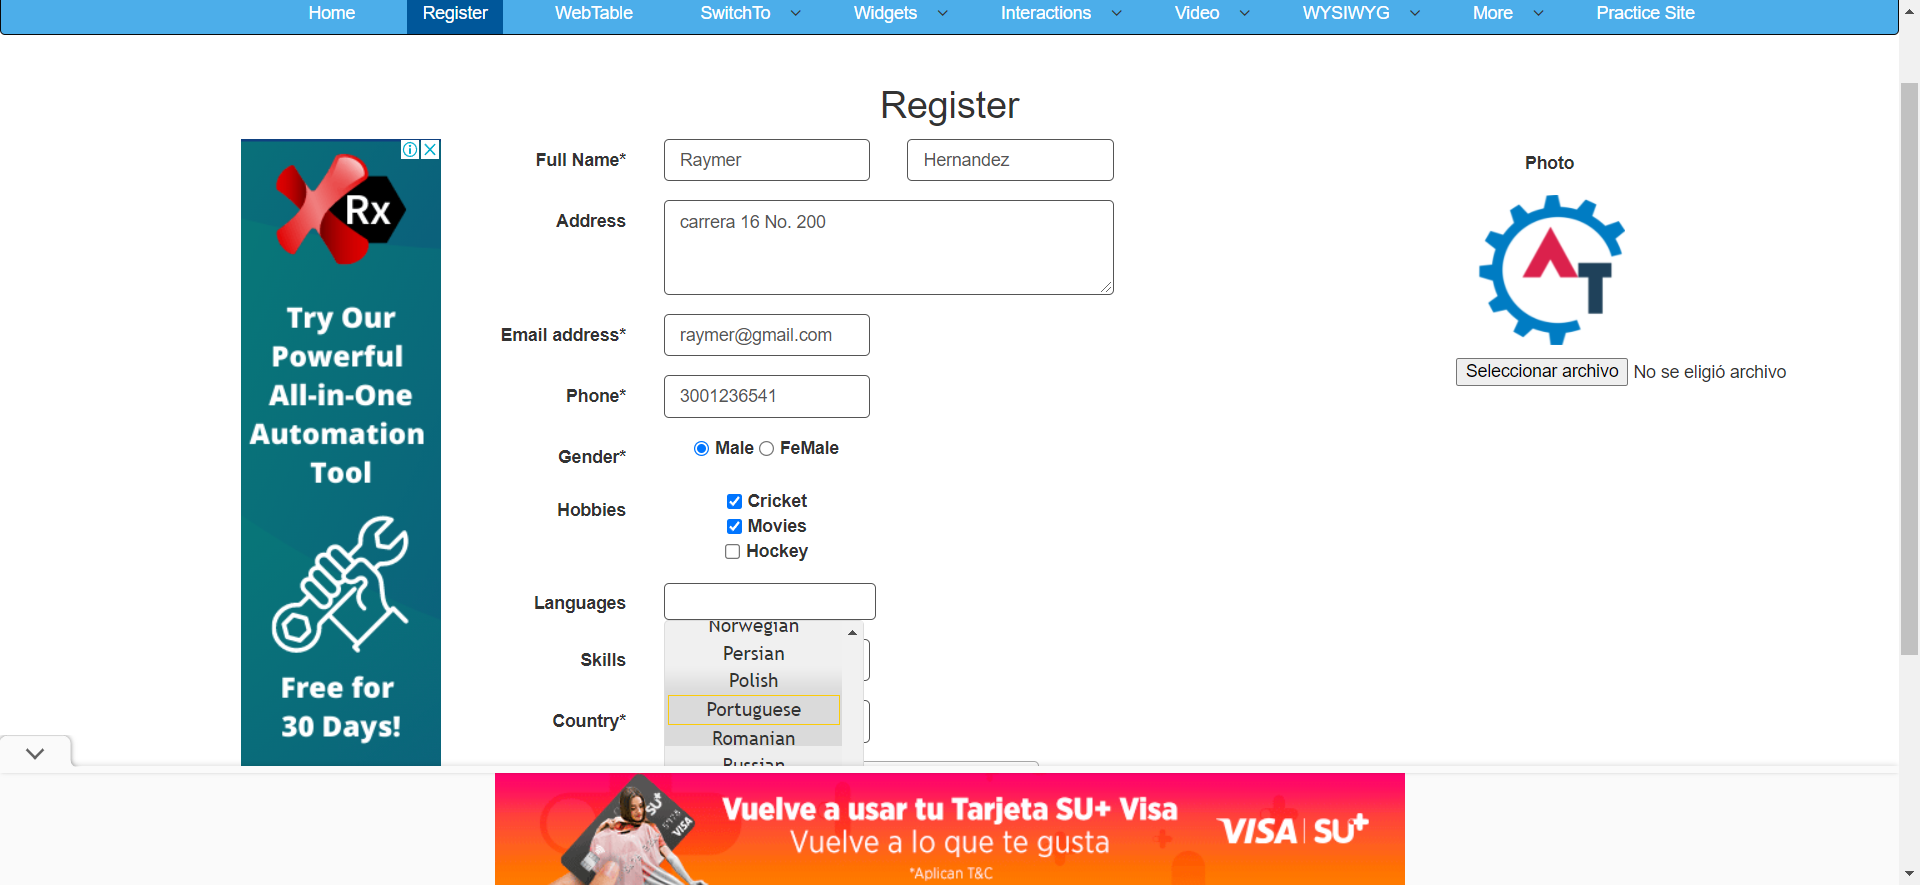 Home Register WebTable SwitchTo Widgets Interactions Video WYSIWYG More Practice Site
Register
Full Name* Raymer Hernandez
Photo
Address carrera 16 No. 200
AT
Email address* raymer@gmail.com
Seleccionar archivo No se eligió archivo
Phone* 3001236541
Gender* Male FeMale
Hobbies Cricket
Movies
Hockey
Languages
Norwegian
Persian
Skills
Polish
Portuguese
Country*
Romanian
Russian
Rx
Try Our
Powerful
All-in-One
Automation
Tool
Free for
30 Days!
SU+
VISA
Vuelve a usar tu Tarjeta SU+ Visa
Vuelve a lo que te gusta
*Aplican T&C
VISA | SU+